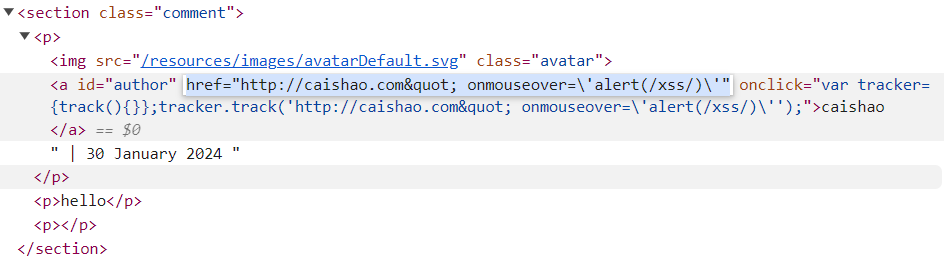 ▼<section class="comment">
▼<p>
<img src="/resources/images/avatarDefault.svg" class="avatar">
<a id="author" href="http://caishao.com&quot; onmouseover=\'alert(/xss/)\'" onclick="var tracker=
{track(){}};tracker.track('http://caishao.com&quot; onmouseover=\'alert(/xss/)\'');">caishao
</a> == $0
" | 30 January 2024 "
</p>
<p>hello</p>
<p></p>
</section>